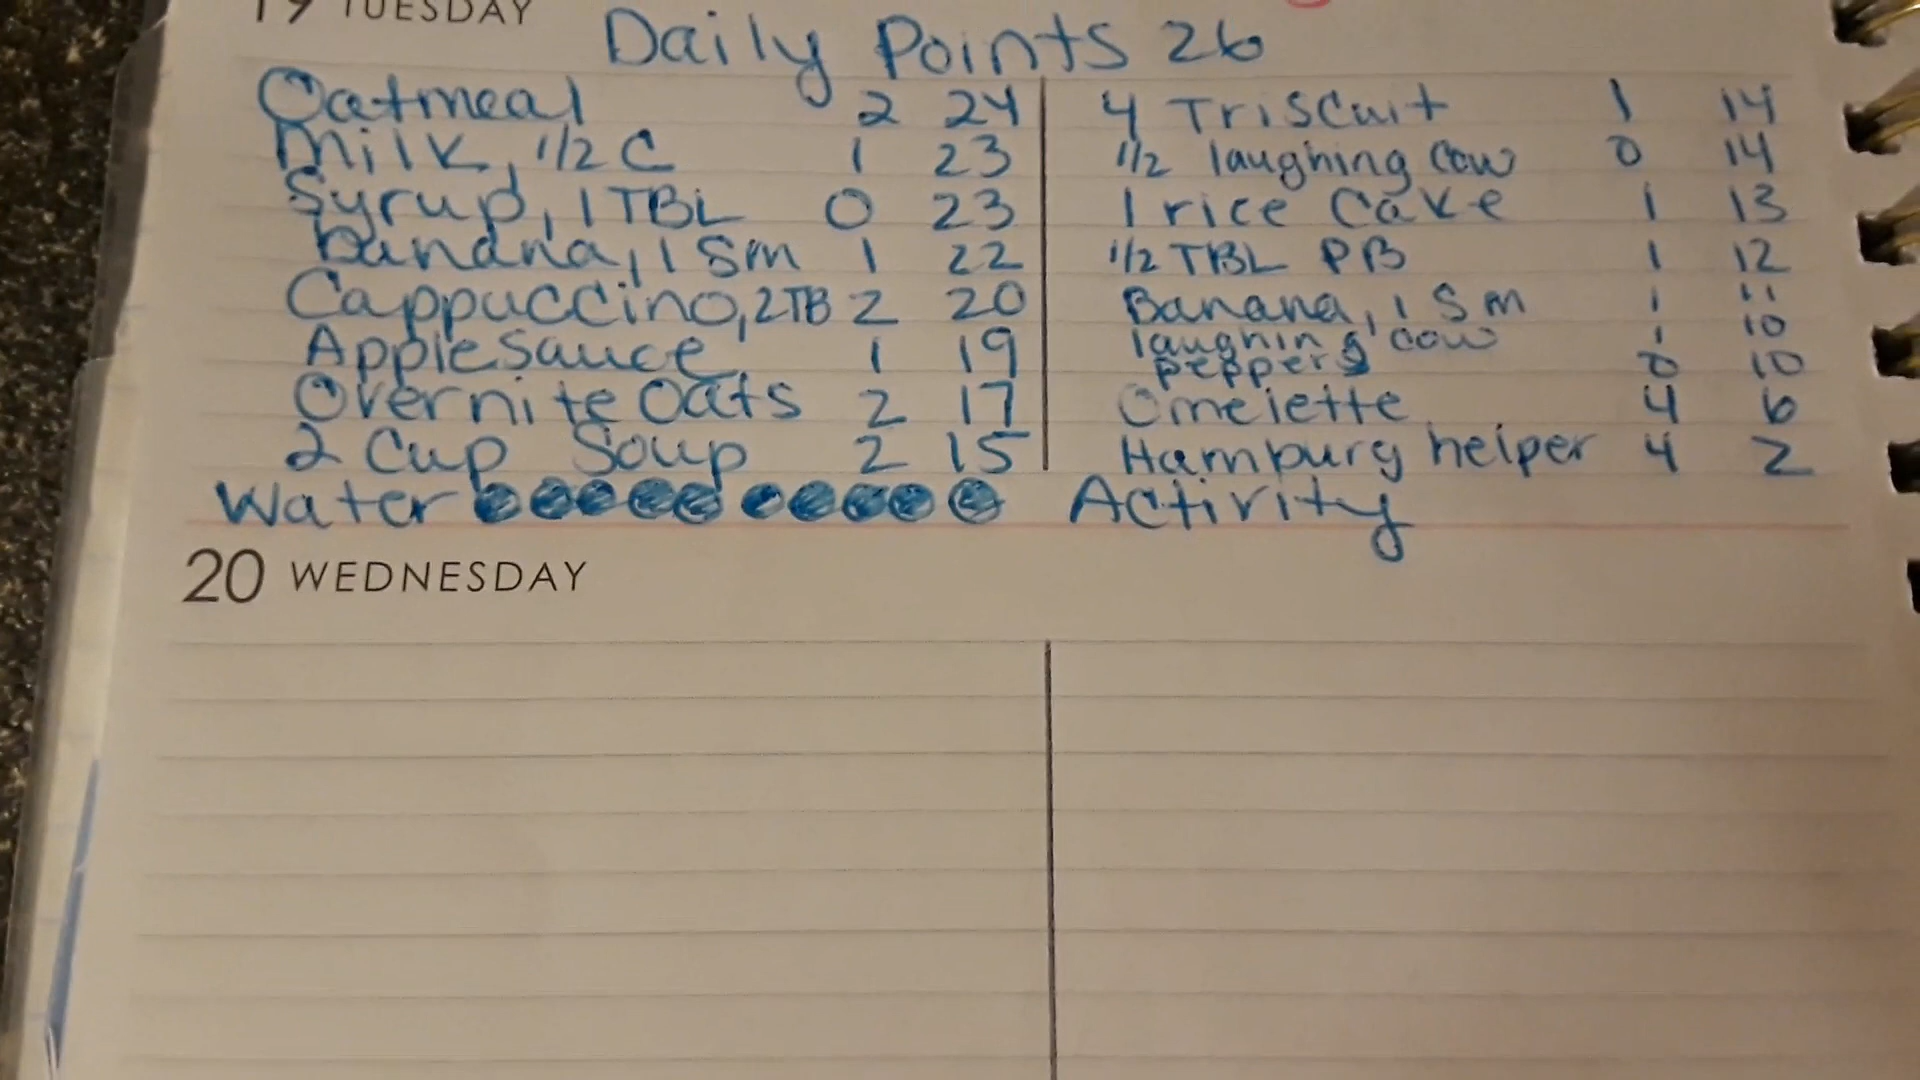 19 TUESDAY
Daily Points 26
Oatmeal 2 24
Milk, 1/2 C 1 23
Syrup, 1 TBL 0 23
banana, 1 sm 1 22
Cappuccino, 2TB 2 20
Applesauce 1 19
Overnite Oats 2 17
2 Cup Soup 2 15
4 Triscuit 1 14
1/2 laughing Cow 0 14
1 rice Cake 1 13
1/2 TBL PB 1 12
Banana, 1 Sm 1 11
laughing cow 1 10
peppers 0 10
Omelette 4 6
Hamburg helper 4 2
Water
Activity
20 WEDNESDAY